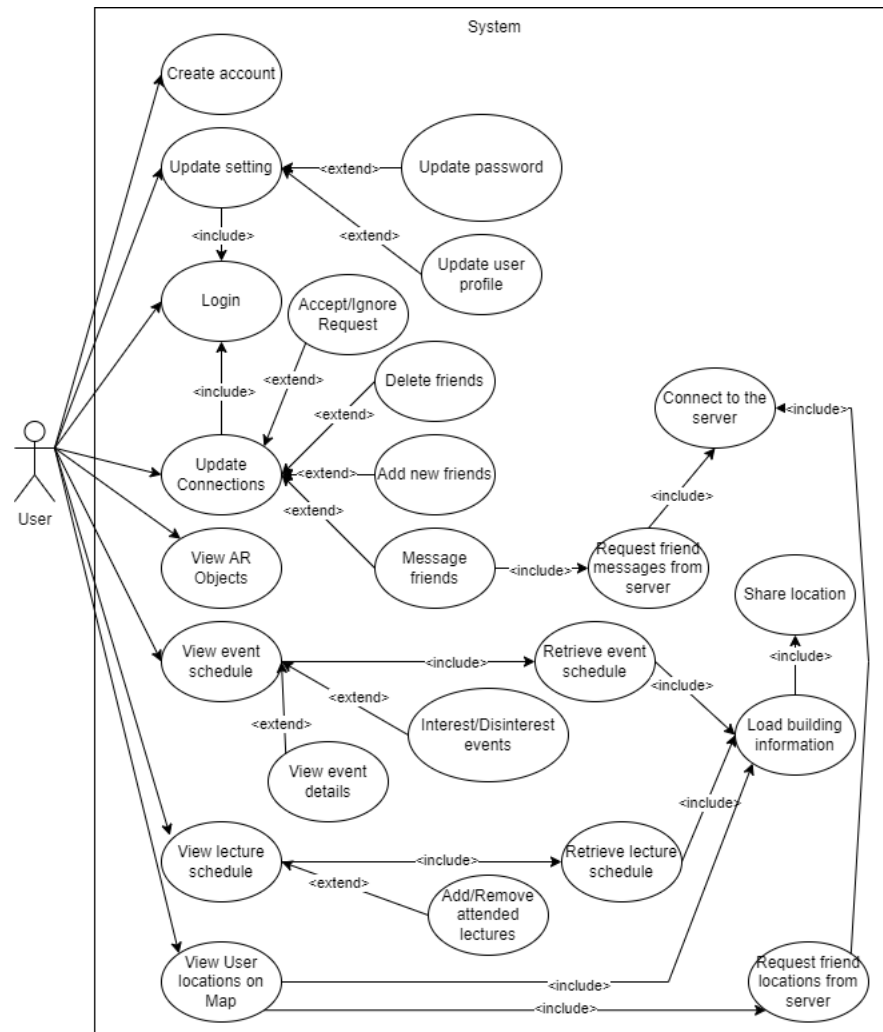 System
Create account
Update setting
<extend>
Update password
<include>
<extend>
Update user
profile
Login
Accept/Ignore
Request
<include>
<extend>
<extend>
Delete friends
Connect to the
server
<include>
User
Update
Connections
<extend>
Add new friends
<extend>
<include>
View AR
Objects
Message
friends
<include>
Request friend
messages from
server
Share location
<include>
View event
schedule
<include>
Retrieve event
schedule
<include>
<extend>
<extend>
Interest/Disinterest
events
Load building
information
View event
details
<include>
View lecture
schedule
<include>
Retrieve lecture
schedule
<extend>
Add/Remove
attended
lectures
View User
locations on
Map
<include>
<include>
Request friend
locations from
server